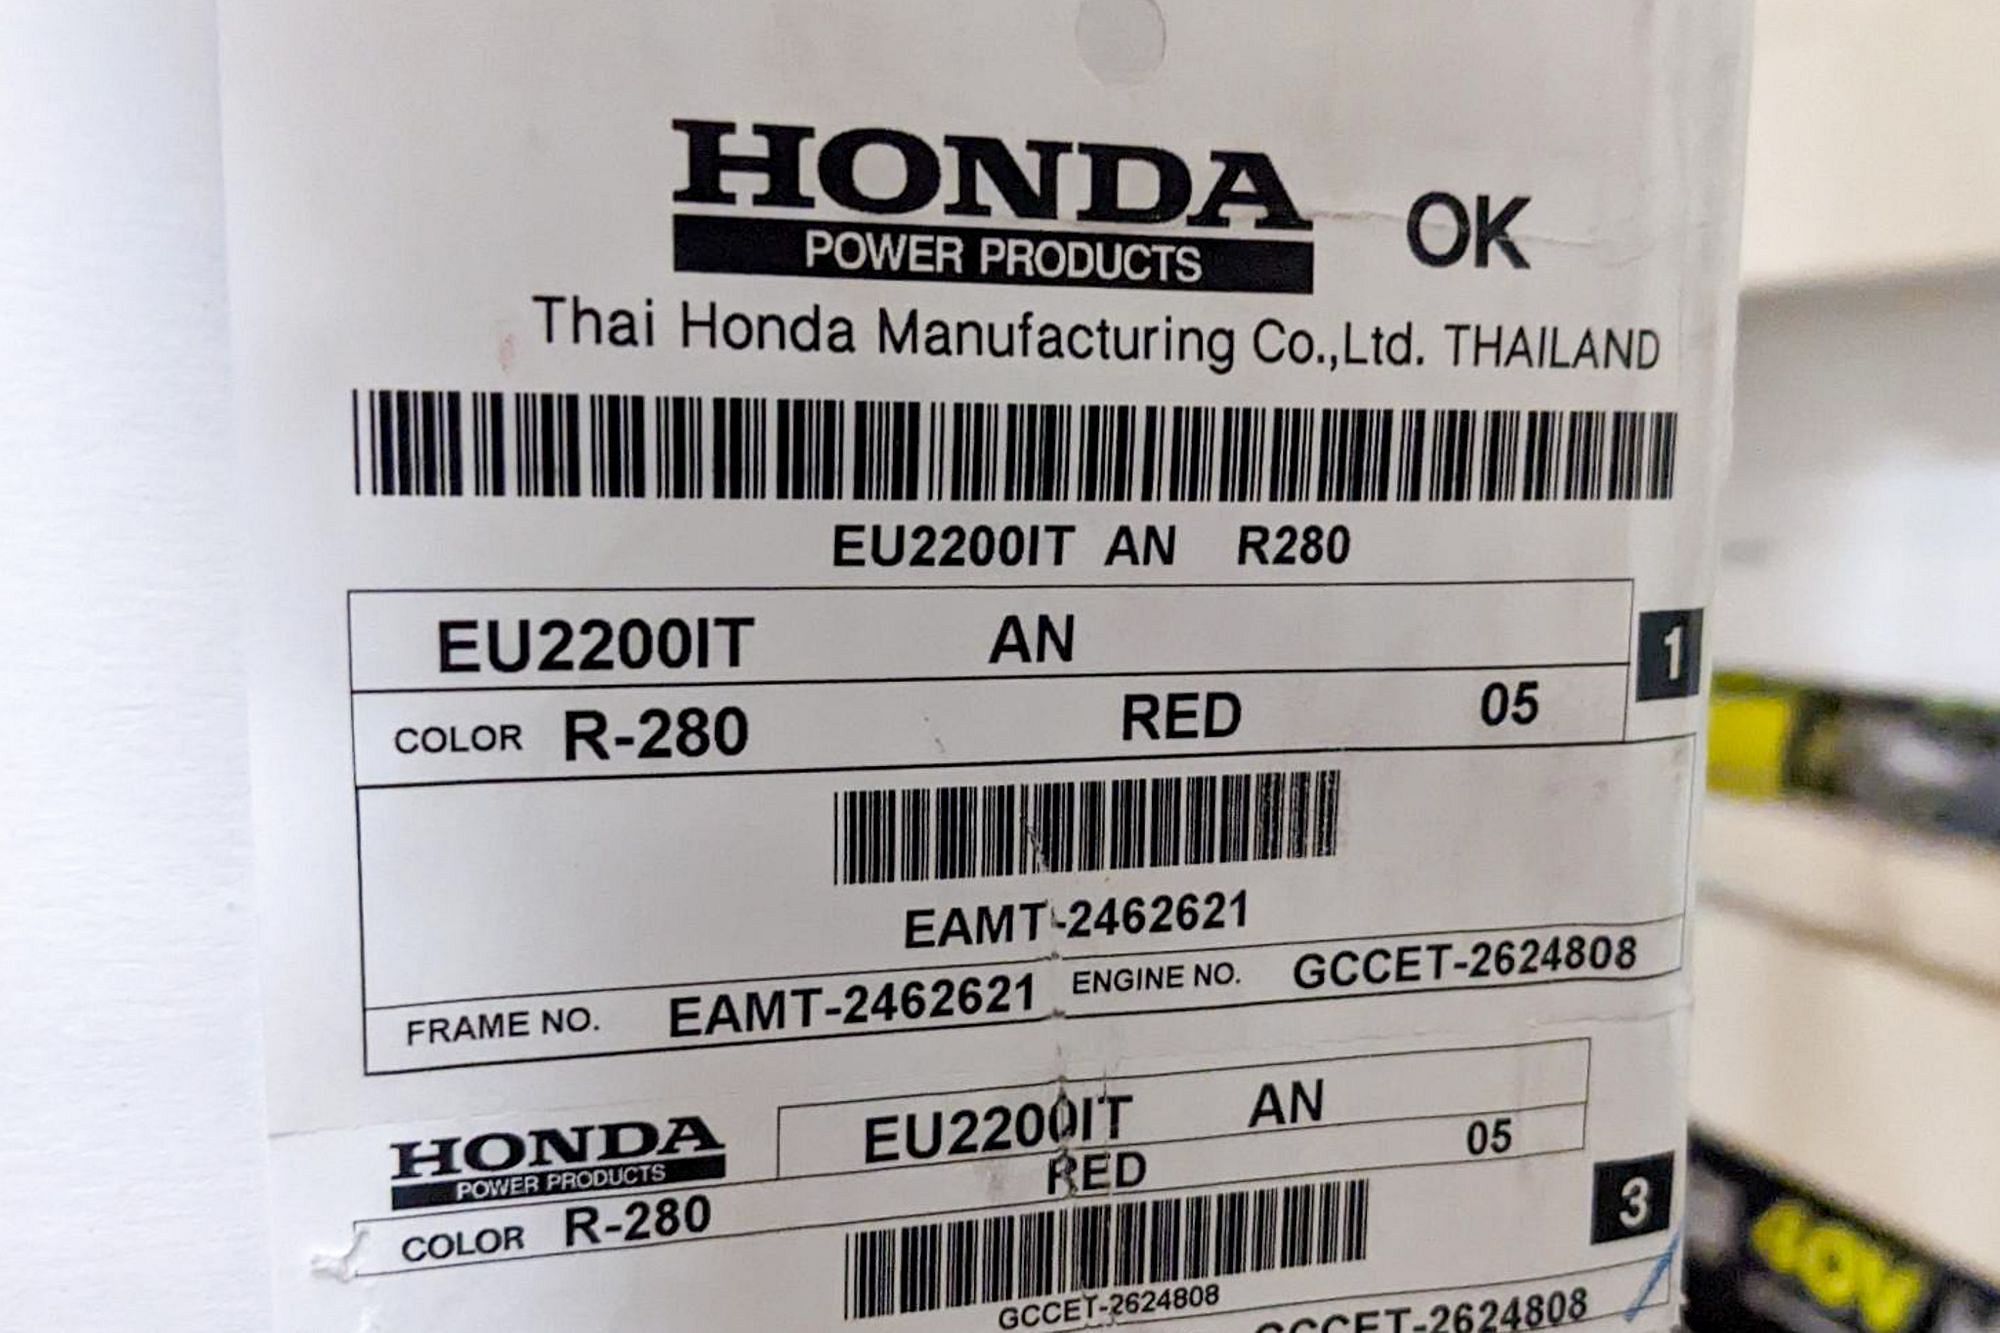 HONDA OK
POWER PRODUCTS
Thai Honda Manufacturing Co.,Ltd. THAILAND
EU2200IT AN R280
EU2200IT AN
1
COLOR R-280 RED 05
EAMT-2462621
FRAME NO. EAMT-2462621 ENGINE NO. GCCET-2624808
HONDA
POWER PRODUCTS
EU2200IT AN
RED 05
COLOR R-280
3
GCCET-2624808
GCCET-2624808
40V